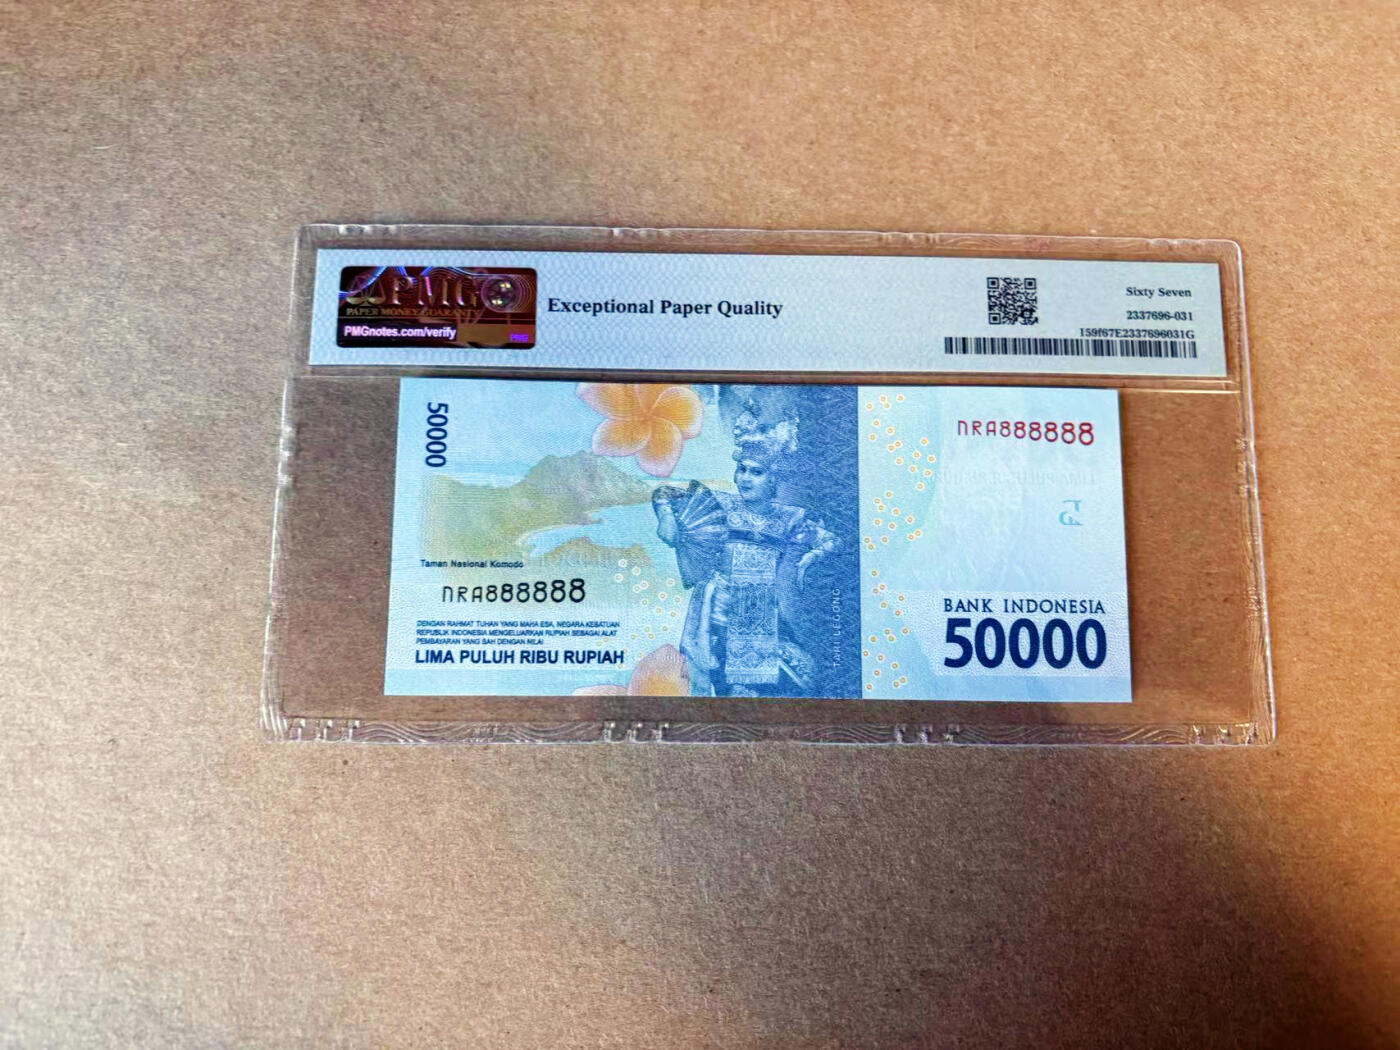 PMG
PAPER MONEY GUARANTY
PMGnotes.com/verify
PMG
Exceptional Paper Quality
Sixty Seven
2337696-031
159f67E2337696031G
50000
NRA888888
Taman Nasional Komodo
NRA888888
DENGAN RAHMAT TUHAN YANG MAHA ESA, NEGARA KESATUAN
REPUBLIK INDONESIA MENGELUARKAN RUPIAH SEBAGAI ALAT
PEMBAYARAN YANG SAH DENGAN NILAI
LIMA PULUH RIBU RUPIAH
TARI LEGONG
BANK INDONESIA
50000